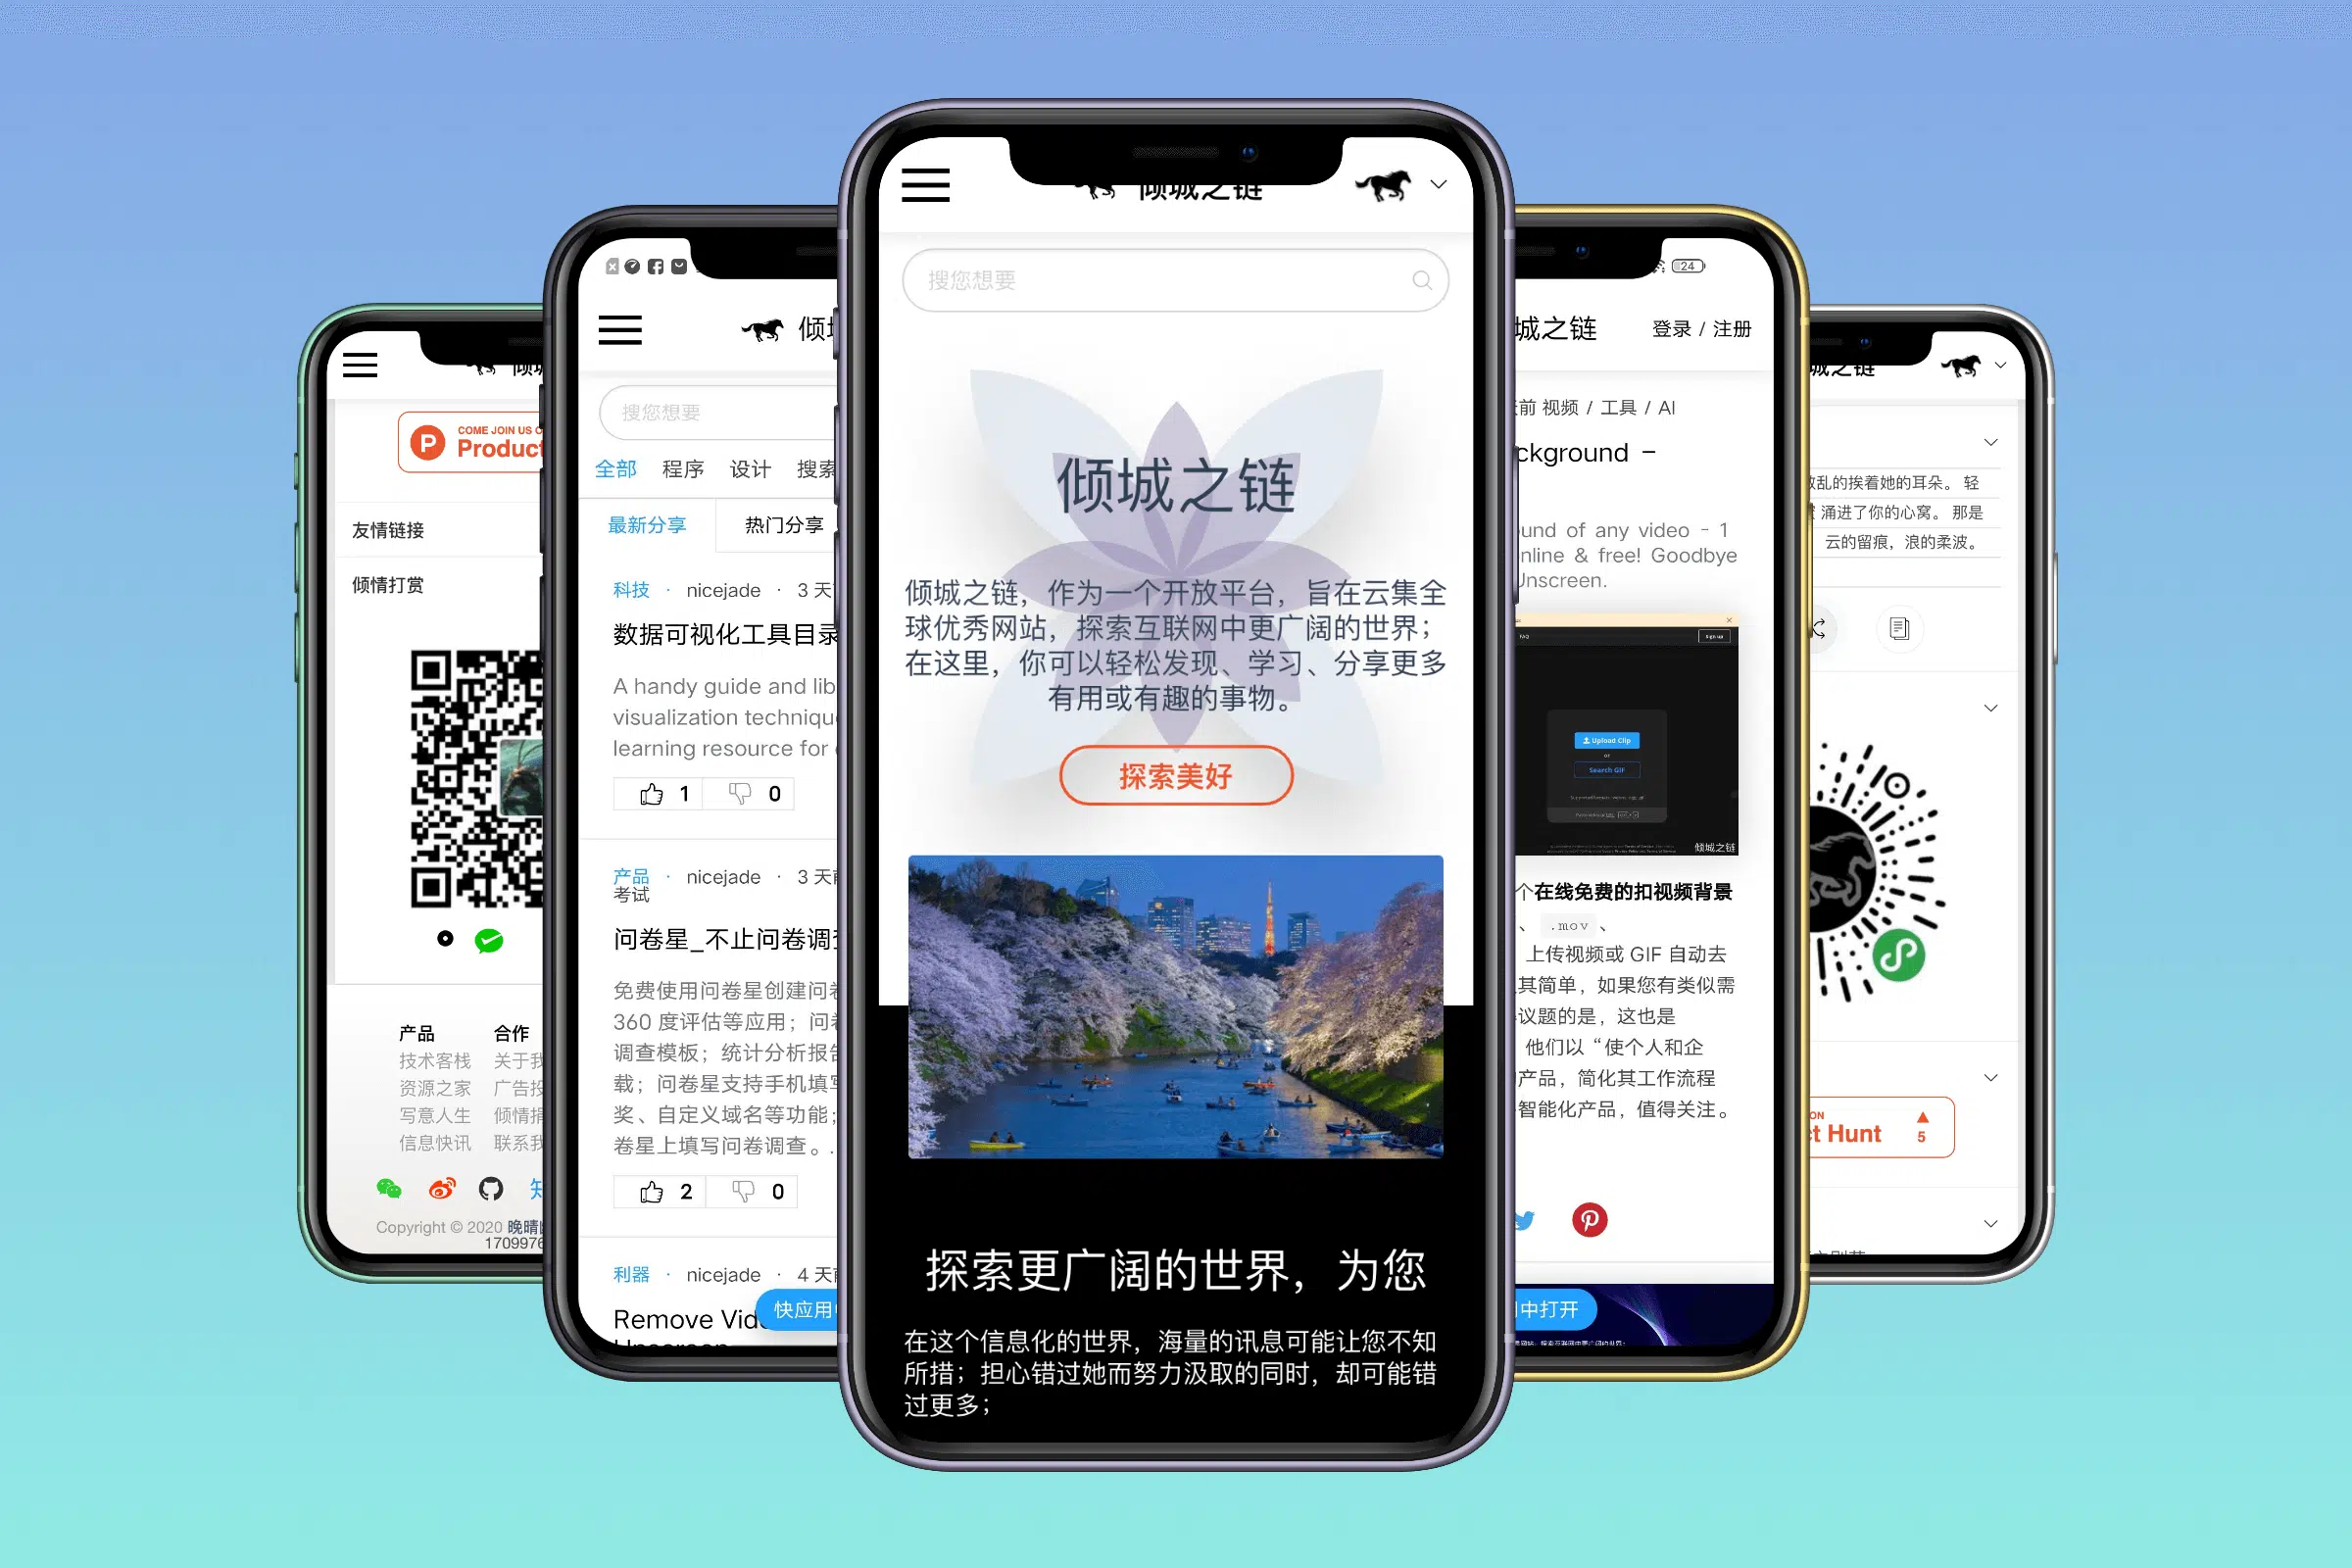 倾城之链
COME JOIN US
Product
友情链接
倾情打赏
产品 合作
技术客栈 关于我
资源之家 广告投
写意人生 倾情捐
信息快讯 联系我
知
Copyright © 2020 晚晴
170997
倾
搜您想要
全部 程序 设计 搜索
最新分享 热门分享
科技 · nicejade · 3 天
数据可视化工具目录
A handy guide and lib
visualization techniqu
learning resource for
1 0
产品 · nicejade · 3 天前
考试
问卷星_不止问卷调查
免费使用问卷星创建问卷
360 度评估等应用；问卷
调查模板；统计分析报告
载；问卷星支持手机填写
奖、自定义域名等功能；
卷星上填写问卷调查。
2 0
利器 · nicejade · 4 天前
Remove Vide
Unscreen
快应用
搜您想要
倾城之链
倾城之链，作为一个开放平台，旨在云集全
球优秀网站，探索互联网中更广阔的世界；
在这里，你可以轻松发现、学习、分享更多
有用或有趣的事物。
探索美好
探索更广阔的世界，为您
在这个信息化的世界，海量的讯息可能让您不知
所措；担心错过她而努力汲取的同时，却可能错
过更多；
24
城之链 登录 / 注册
前 视频 / 工具 / AI
ckground –
und of any video - 1
nline & free! Goodbye
Unscreen.
FAQ Sign up
Upload Clip
or
Search GIF
倾城之链
个在线免费的扣视频背景
、 .mov 、
上传视频或 GIF 自动去
其简单，如果您有类似需
议题的是，这也是
他们以“使个人和企
产品，简化其工作流程
智能化产品，值得关注。
中打开
城之链
乱的挨着她的耳朵。 轻
涌进了你的心窝。 那是
云的留痕，浪的柔波。
ON
t Hunt 5